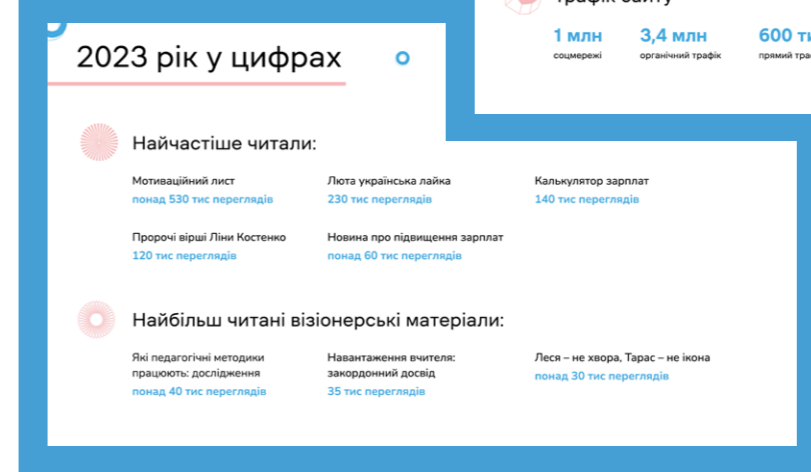 трафік сайту
1 млн
3,4 млн
600
соцмережі
органічний трафік
прямий
2023 рік у цифрах
Найчастіше читали:
Мотиваційний лист
понад 530 тис переглядів
Люта українська лайка
230 тис переглядів
Калькулятор зарплат
140 тис переглядів
Пророчі вірші Ліни Костенко
120 тис переглядів
Новина про підвищення зарплат
понад 60 тис переглядів
Найбільш читані візіонерські матеріали:
Які педагогічні методики
працюють: дослідження
понад 40 тис переглядів
Навантаження вчителя:
закордонний досвід
35 тис переглядів
Леся – не хвора, Тарас – не ікона
понад 30 тис переглядів